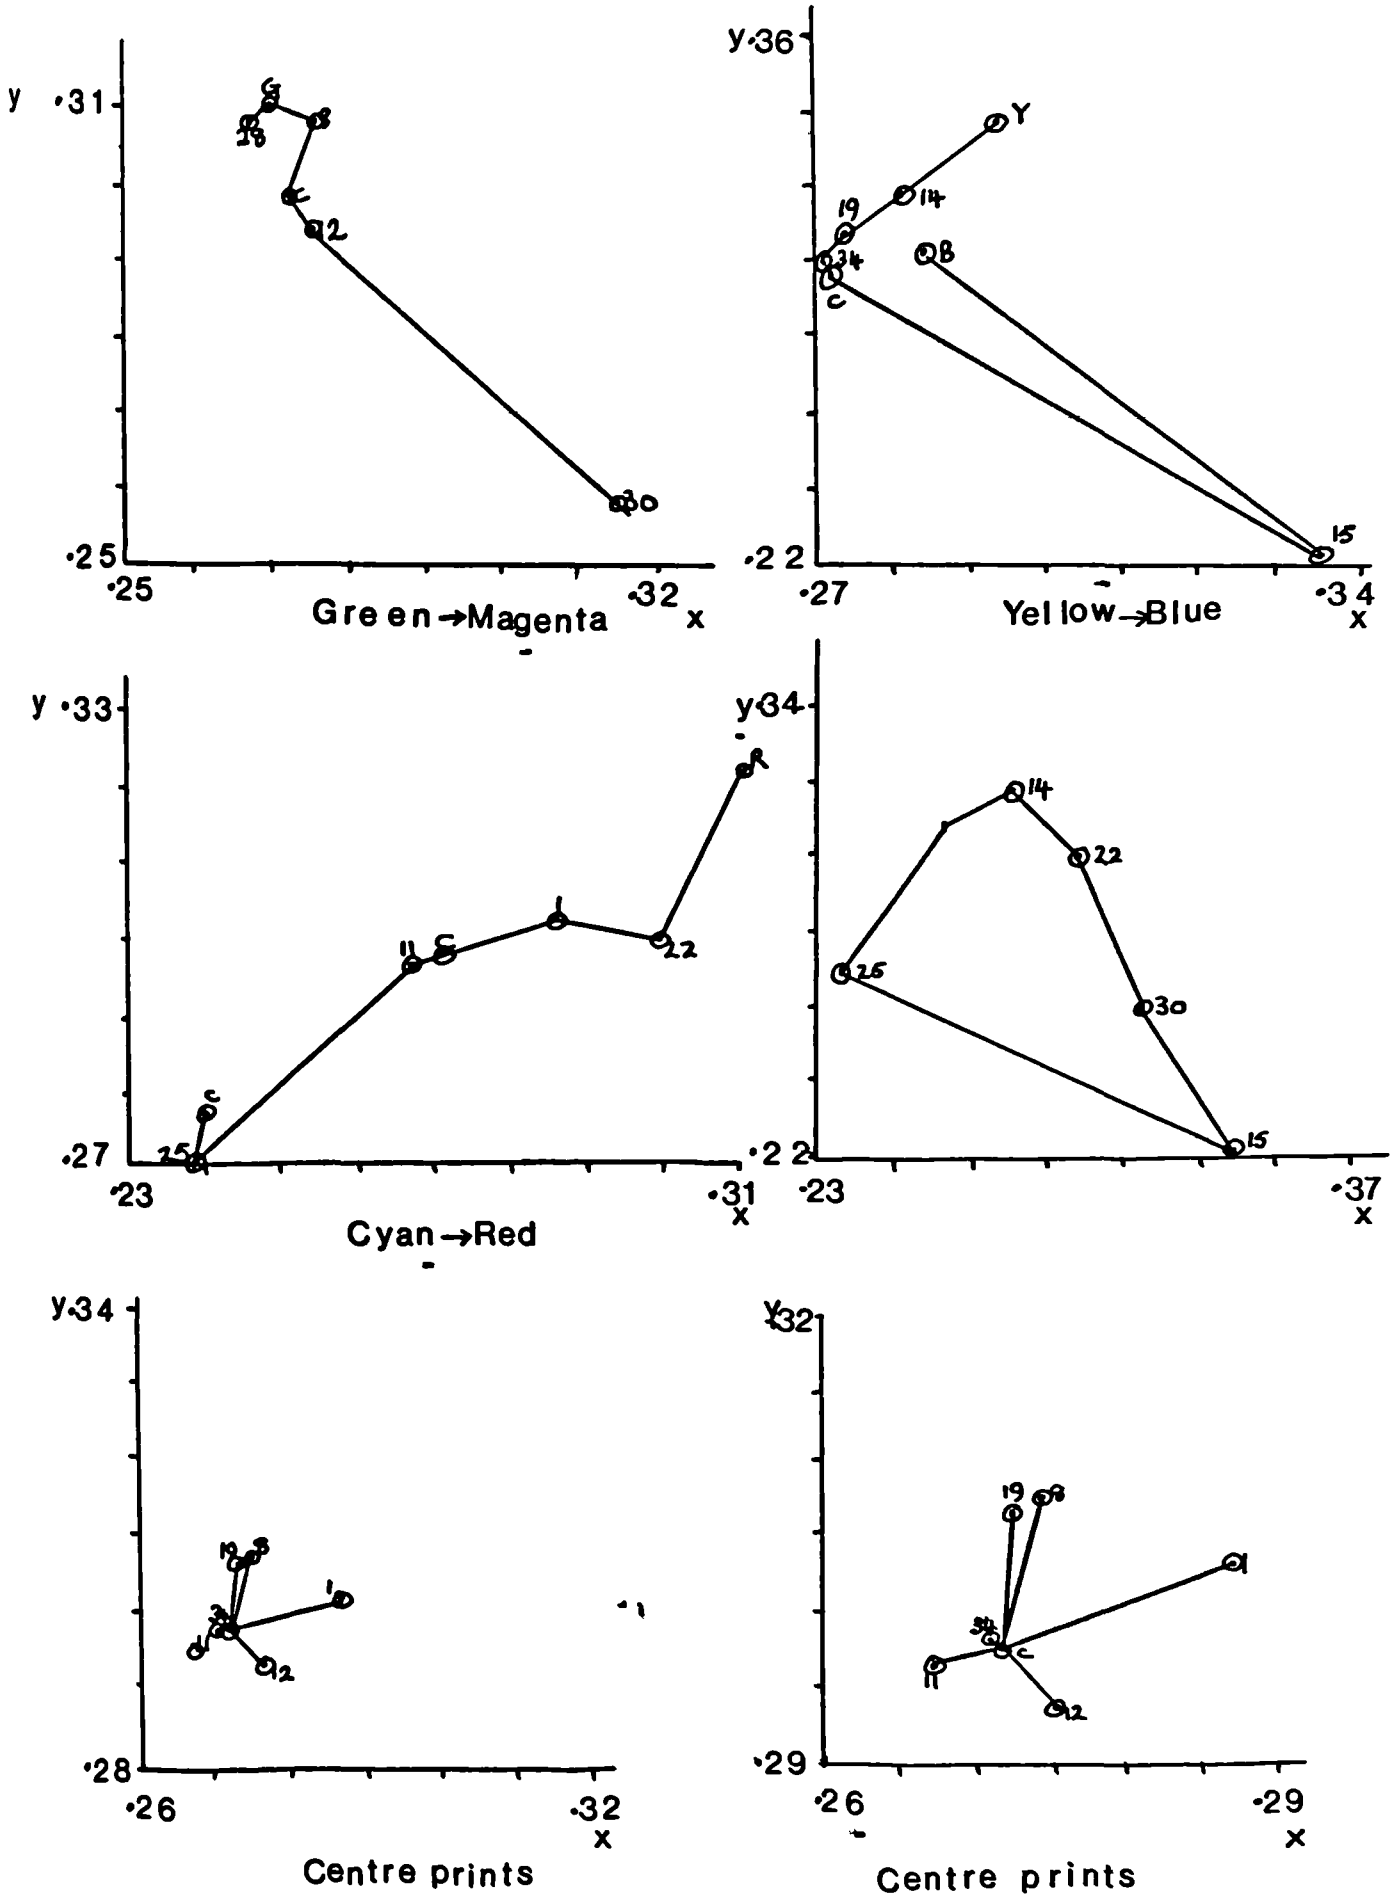 y .31
G
28
8
C
12
30
.25
.25
.32
Green→Magenta x
y.36
Y
14
19
34
B
C
15
.22
.27
.34
Yellow→Blue x
y .33
R
1
11 C
22
C
25
.27
.23
.31
x
Cyan→Red
y.34
14
22
26
30
15
.22
.23
.37
x
y.34
19 8
1
12
.28
.26
.32
x
Centre prints
y.32
19 8
1
34
C
11
12
.29
.26
.29
x
Centre prints